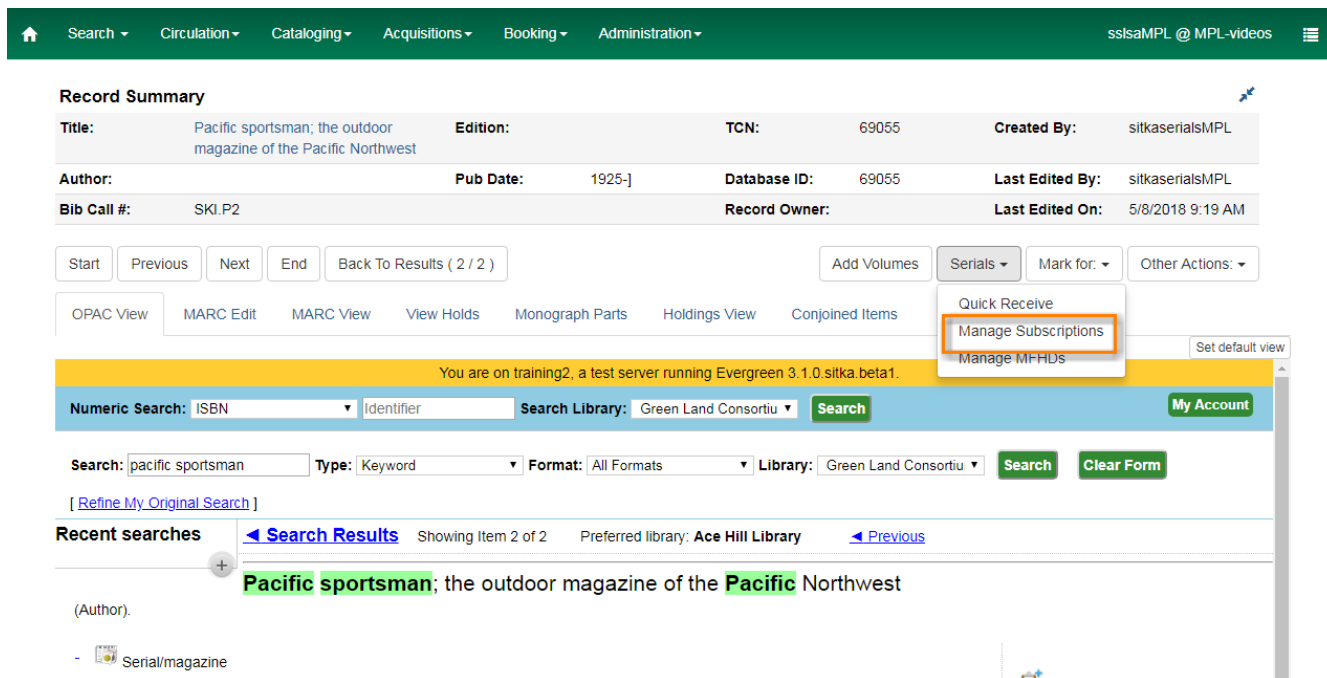 Search Circulation Cataloging Acquisitions Booking Administration sslsaMPL @ MPL-videos
Record Summary
Title: Pacific sportsman; the outdoor magazine of the Pacific Northwest Edition: TCN: 69055 Created By: sitkaserialsMPL
Author: Pub Date: 1925-] Database ID: 69055 Last Edited By: sitkaserialsMPL
Bib Call #: SKI.P2 Record Owner: Last Edited On: 5/8/2018 9:19 AM
Start Previous Next End Back To Results ( 2 / 2 ) Add Volumes Serials Mark for: Other Actions:
Quick Receive
Manage Subscriptions
Manage MFHDs
OPAC View MARC Edit MARC View View Holds Monograph Parts Holdings View Conjoined Items
Set default view
You are on training2, a test server running Evergreen 3.1.0.sitka.beta1.
Numeric Search: ISBN Identifier Search Library: Green Land Consortiu Search My Account
Search: pacific sportsman Type: Keyword Format: All Formats Library: Green Land Consortiu Search Clear Form
[ Refine My Original Search ]
Recent searches ◄ Search Results Showing Item 2 of 2 Preferred library: Ace Hill Library ◄ Previous
+
Pacific sportsman; the outdoor magazine of the Pacific Northwest
(Author).
- Serial/magazine